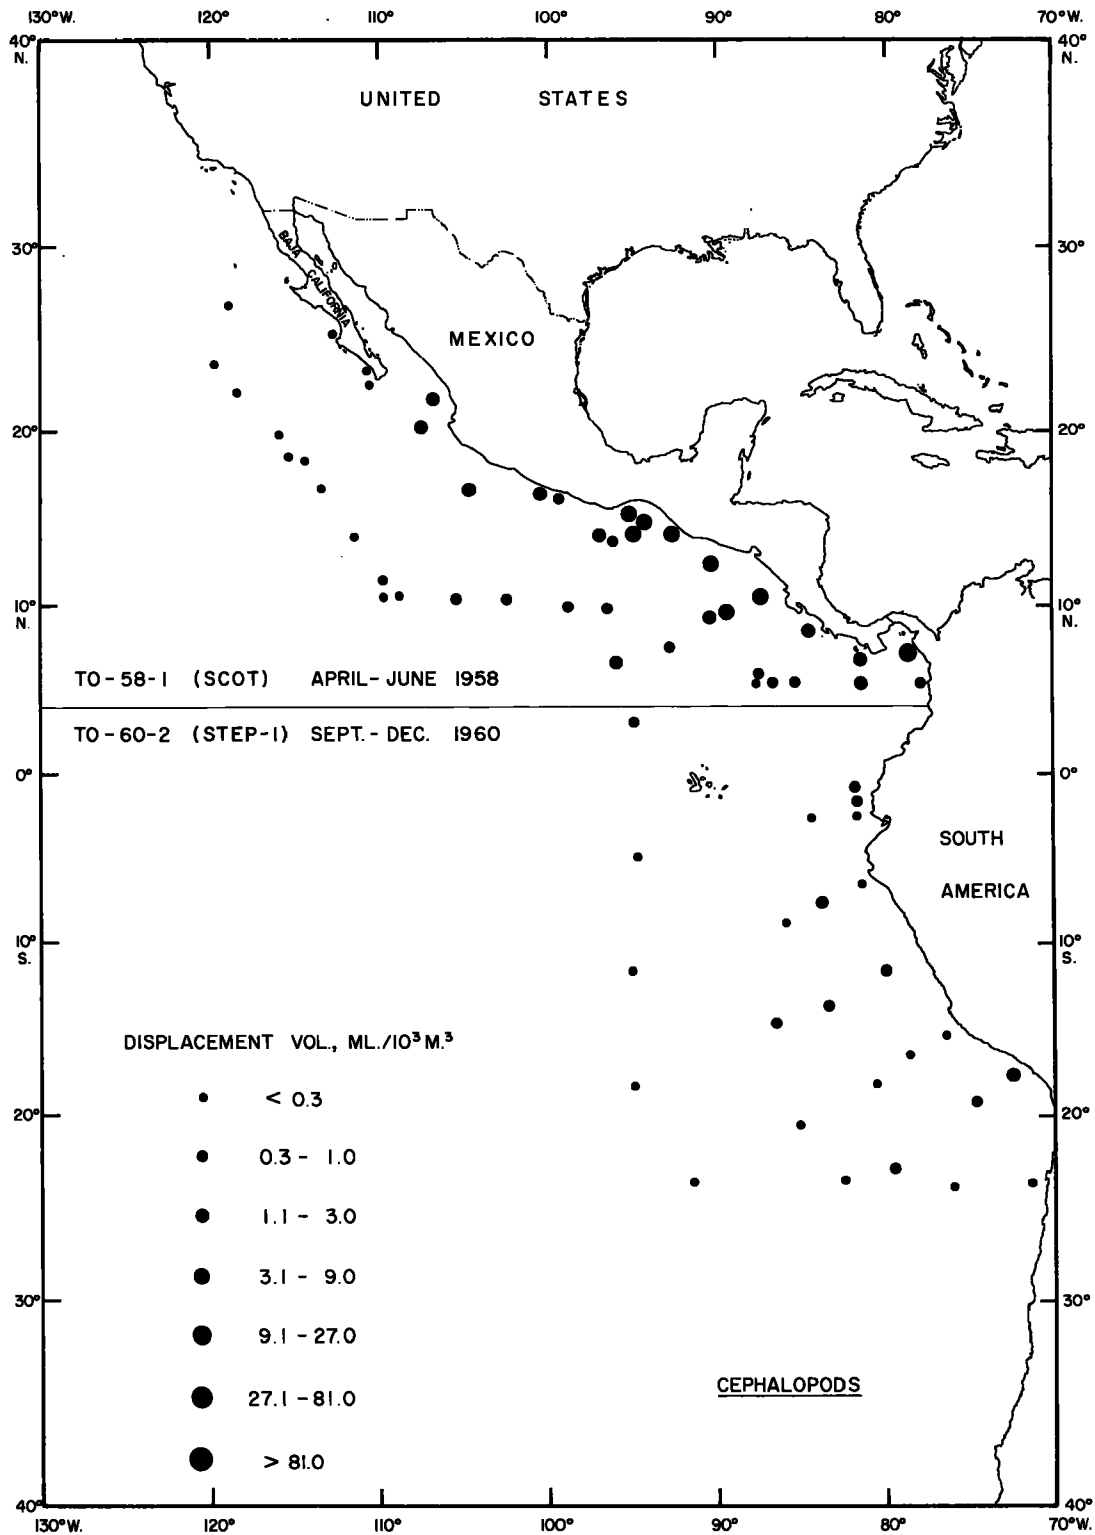 130°W. 120° 110° 100° 90° 80° 70°W.
40° N. 40° N.
UNITED STATES
30° 30°
BAJA CALIFORNIA
MEXICO
20° 20°
10° N. 10° N.
TO-58-1 (SCOT) APRIL-JUNE 1958
TO-60-2 (STEP-1) SEPT.-DEC. 1960
0° 0°
SOUTH
AMERICA
10° S. 10° S.
DISPLACEMENT VOL., ML./10³M.³
< 0.3
20° 20°
0.3 - 1.0
1.1 - 3.0
3.1 - 9.0
30° 30°
9.1 - 27.0
CEPHALOPODS
27.1 - 81.0
> 81.0
40° 40°
130°W. 120° 110° 100° 90° 80° 70°W.